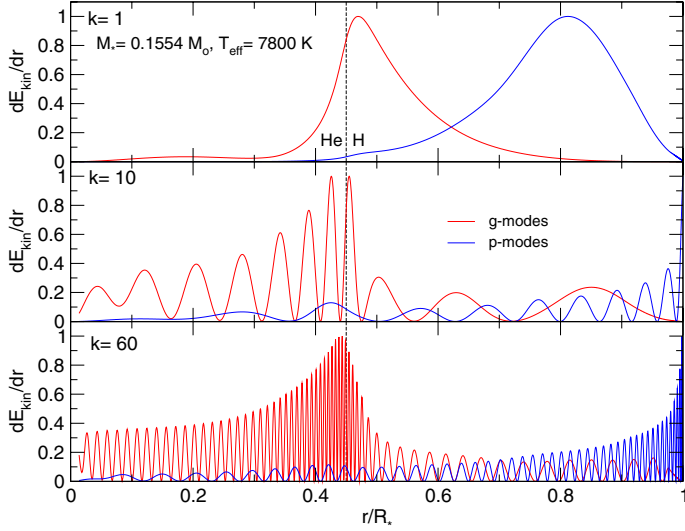 k= 1
M*= 0.1554 Mo, Teff= 7800 K
dEkin/dr
1
0.8
0.6
0.4
0.2
0
He H
k= 10
dEkin/dr
1
0.8
0.6
0.4
0.2
0
g-modes
p-modes
k= 60
dEkin/dr
1
0.8
0.6
0.4
0.2
0
0 0.2 0.4 0.6 0.8 1
r/R*